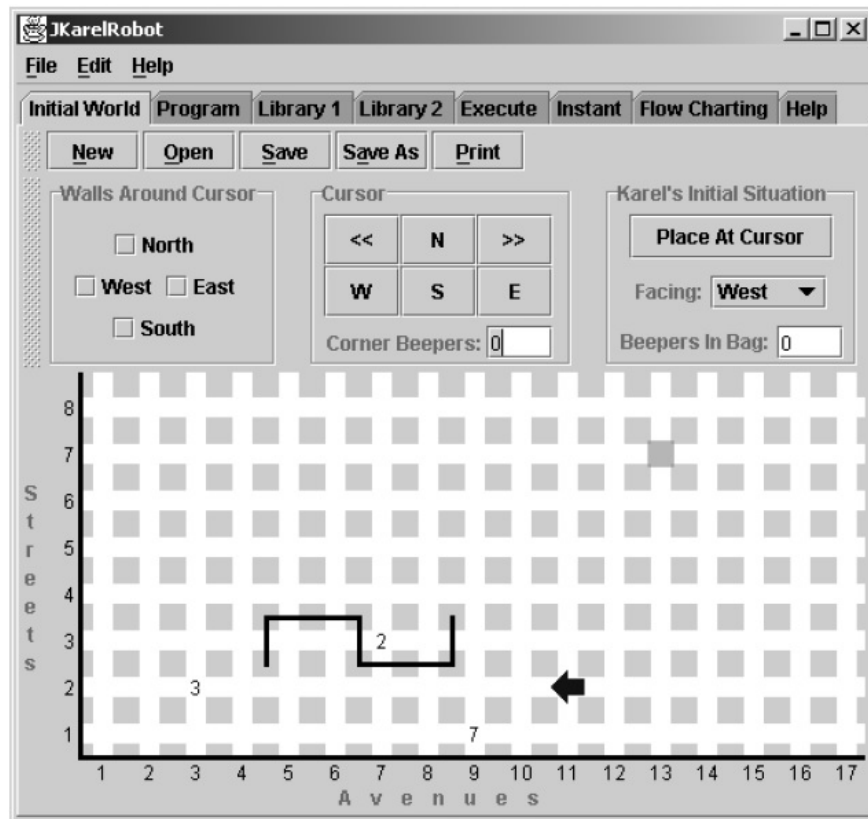 JKarelRobot
File Edit Help
Initial World Program Library 1 Library 2 Execute Instant Flow Charting Help
New Open Save Save As Print
Walls Around Cursor Cursor Karel's Initial Situation
<< N >> Place At Cursor
North
West East W S E Facing: West
South
Corner Beepers: 0 Beepers In Bag: 0
8
7
6
5
4
3 2
2 3
1 7
Streets
1 2 3 4 5 6 7 8 9 10 11 12 13 14 15 16 17
Avenues